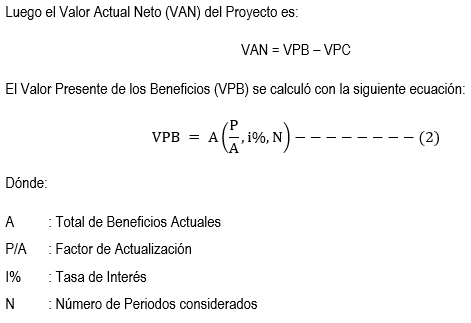 Luego el Valor Actual Neto (VAN) del Proyecto es:
VAN = VPB – VPC
El Valor Presente de los Beneficios (VPB) se calculó con la siguiente ecuación:
VPB = A(P/A, i%, N) − − − − − − − − (2)
Dónde:
A : Total de Beneficios Actuales
P/A : Factor de Actualización
I% : Tasa de Interés
N : Número de Periodos considerados